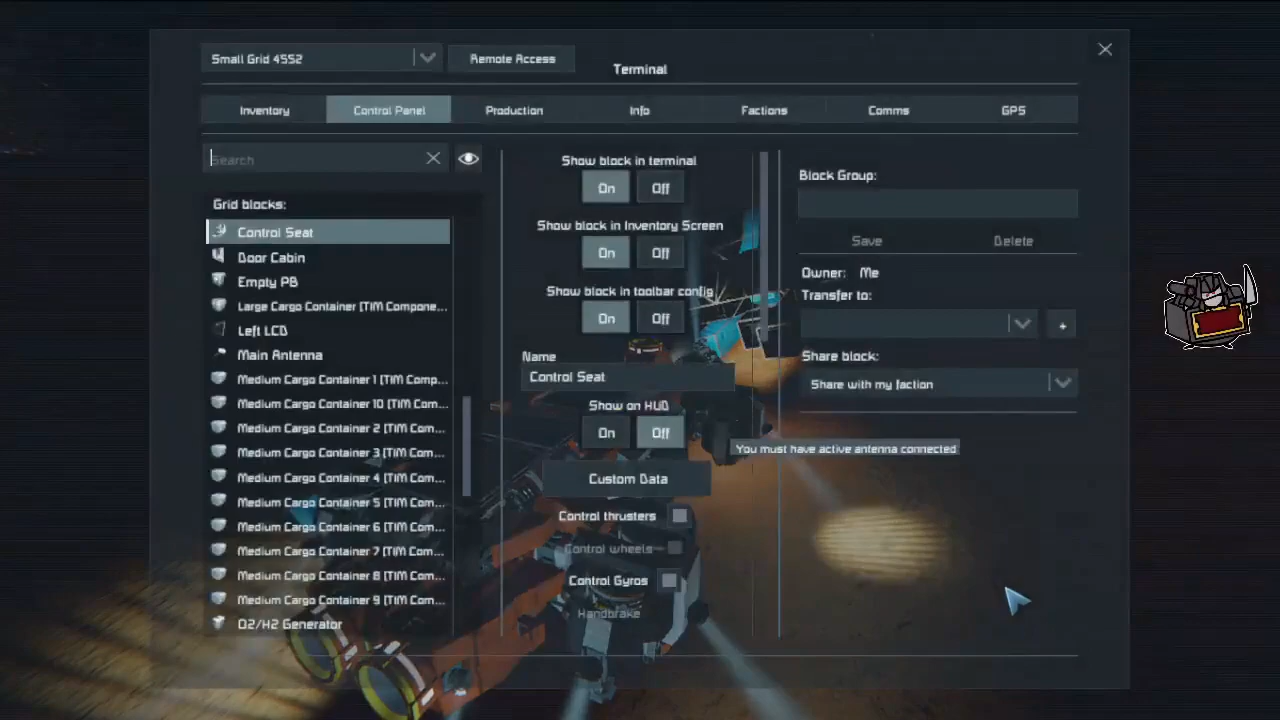 Small Grid 4552
Remote Access
Terminal
Inventory
Control Panel
Production
Info
Factions
Comms
GPS
Search
Grid blocks:
Control Seat
Door Cabin
Empty PB
Large Cargo Container [TIM Compone...
Left LCD
Main Antenna
Medium Cargo Container 1 [TIM Comp...
Medium Cargo Container 10 [TIM Com...
Medium Cargo Container 2 [TIM Com...
Medium Cargo Container 3 [TIM Com...
Medium Cargo Container 4 [TIM Com...
Medium Cargo Container 5 [TIM Com...
Medium Cargo Container 6 [TIM Com...
Medium Cargo Container 7 [TIM Com...
Medium Cargo Container 8 [TIM Com...
Medium Cargo Container 9 [TIM Com...
O2/H2 Generator
Show block in terminal
On Off
Show block in Inventory Screen
On Off
Show block in toolbar config
On Off
Name
Control Seat
Show on HUD
On Off
Custom Data
Control thrusters
Control wheels
Control Gyros
Handbrake
Block Group:
Save Delete
Owner: Me
Transfer to:
+
Share block:
Share with my faction
You must have active antenna connected